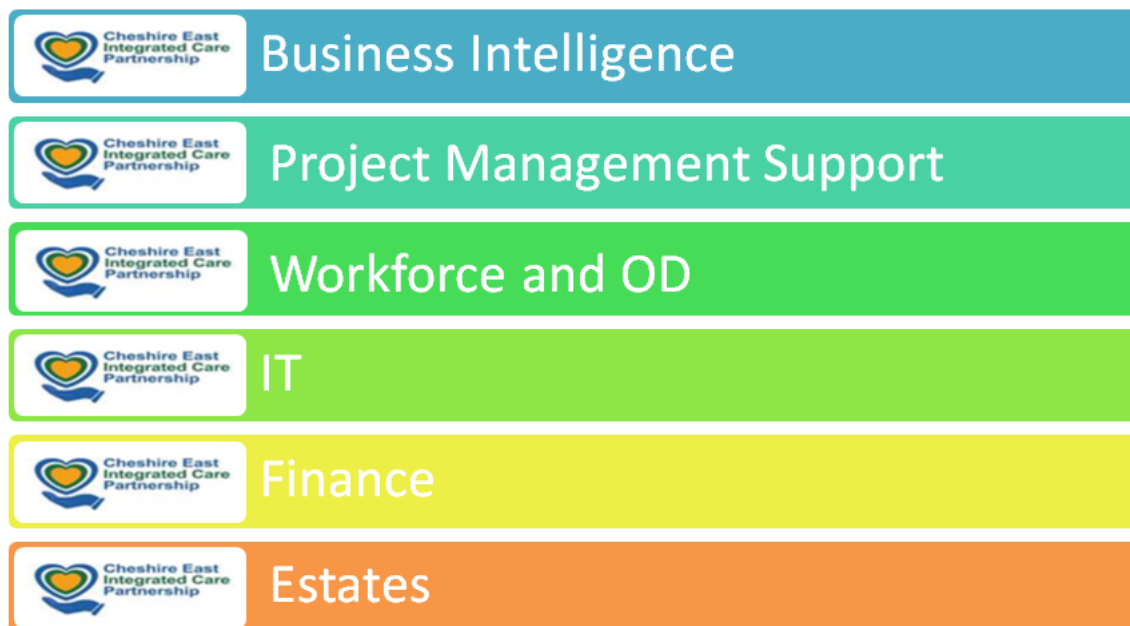 Cheshire East
Integrated Care
Partnership
Business Intelligence
Cheshire East
Integrated Care
Partnership
Project Management Support
Cheshire East
Integrated Care
Partnership
Workforce and OD
Cheshire East
Integrated Care
Partnership
IT
Cheshire East
Integrated Care
Partnership
Finance
Cheshire East
Integrated Care
Partnership
Estates